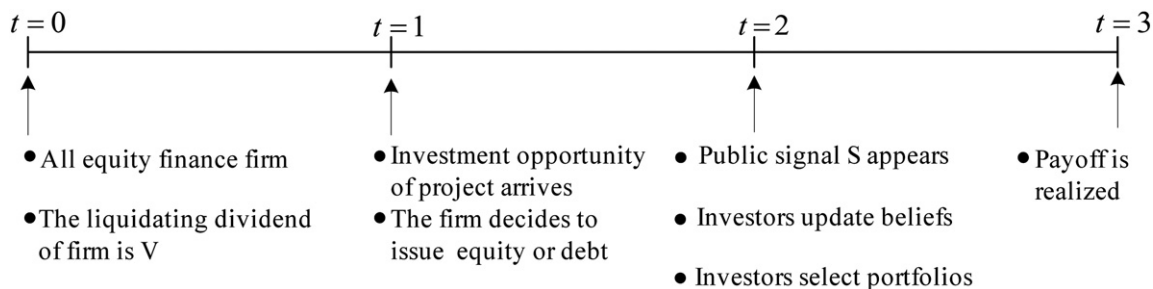 t = 0
t = 1
t = 2
t = 3
● All equity finance firm
● The liquidating dividend
of firm is V
● Investment opportunity
of project arrives
● The firm decides to
issue equity or debt
● Public signal S appears
● Investors update beliefs
● Investors select portfolios
● Payoff is
realized